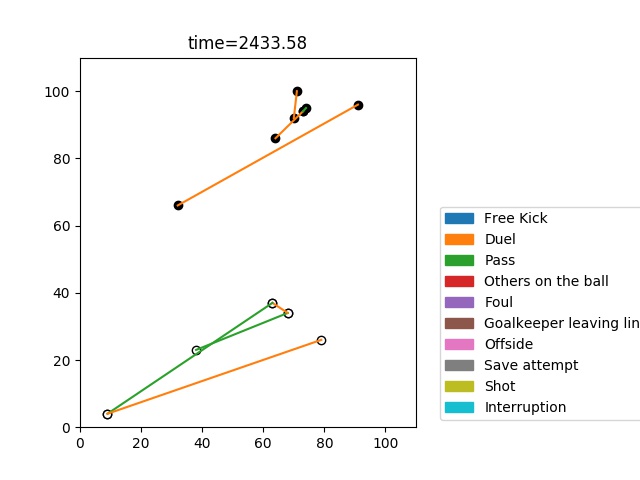 time=2433.58
100
80
60
40
20
0
0 20 40 60 80 100
Free Kick
Duel
Pass
Others on the ball
Foul
Goalkeeper leaving lin
Offside
Save attempt
Shot
Interruption